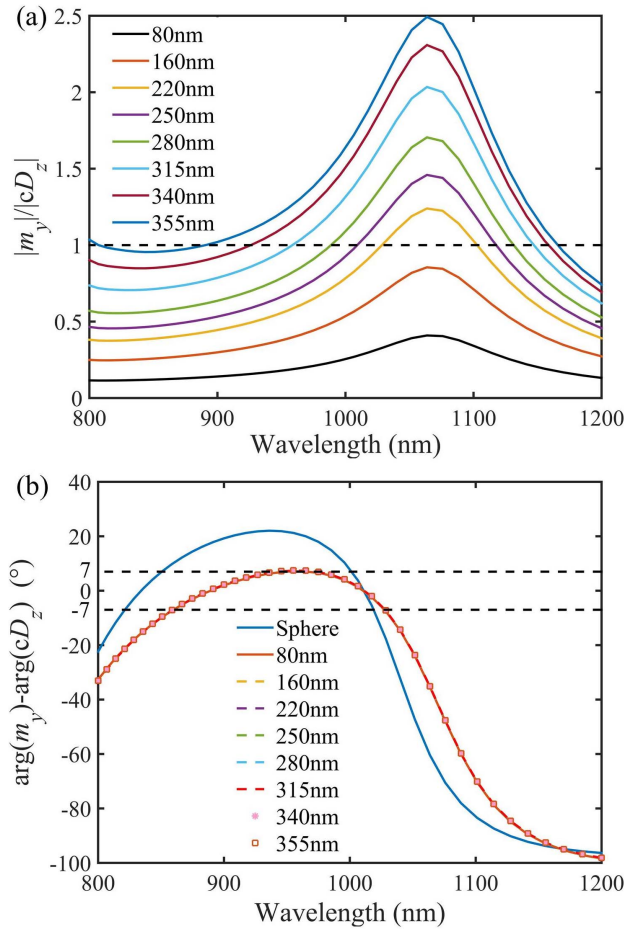 (a)
2.5
2
1.5
1
0.5
0
|m_y|/|cD_z|
80nm
160nm
220nm
250nm
280nm
315nm
340nm
355nm
800 900 1000 1100 1200
Wavelength (nm)
(b)
40
20
7
0
-7
-20
-40
-60
-80
-100
arg(m_y)-arg(cD_z) (°)
Sphere
80nm
160nm
220nm
250nm
280nm
315nm
340nm
355nm
800 900 1000 1100 1200
Wavelength (nm)